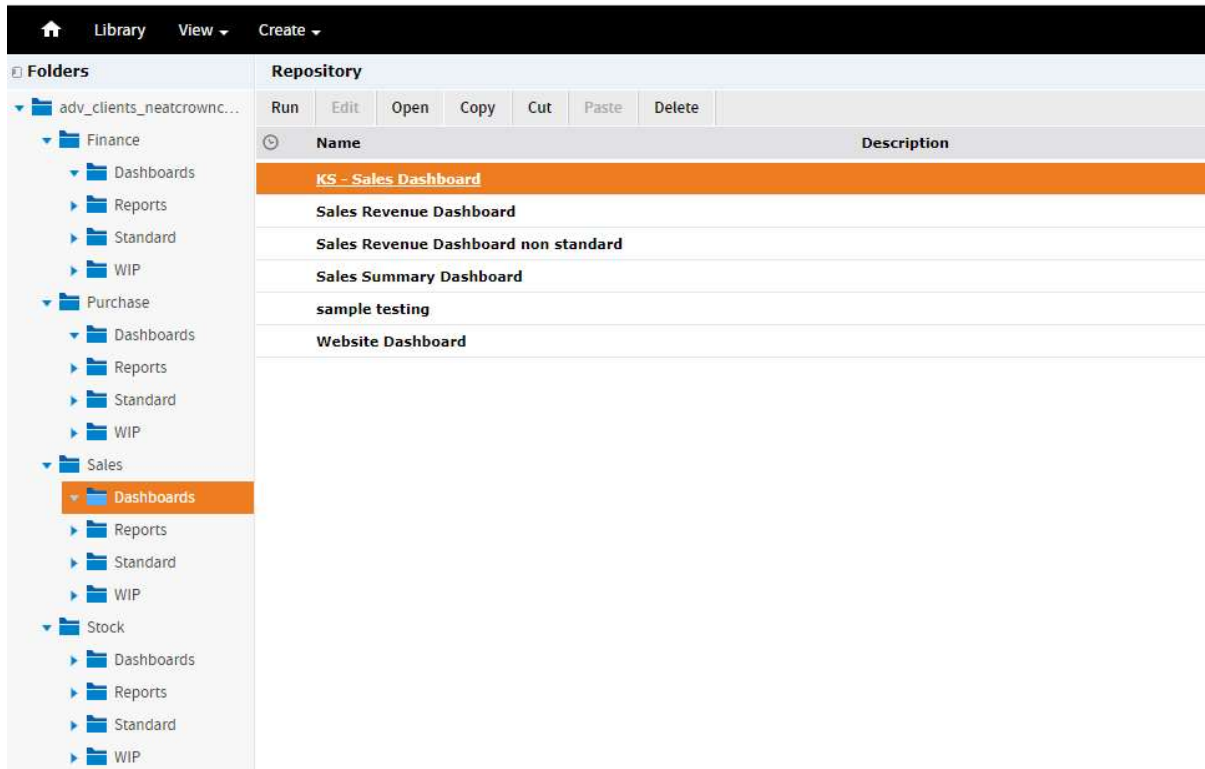 Library View Create
Folders
Repository
adv_clients_neatcrownc...
Run Edit Open Copy Cut Paste Delete
Finance
Name Description
Dashboards
KS - Sales Dashboard
Reports
Sales Revenue Dashboard
Standard
Sales Revenue Dashboard non standard
WIP
Sales Summary Dashboard
Purchase
sample testing
Dashboards
Website Dashboard
Reports
Standard
WIP
Sales
Dashboards
Reports
Standard
WIP
Stock
Dashboards
Reports
Standard
WIP